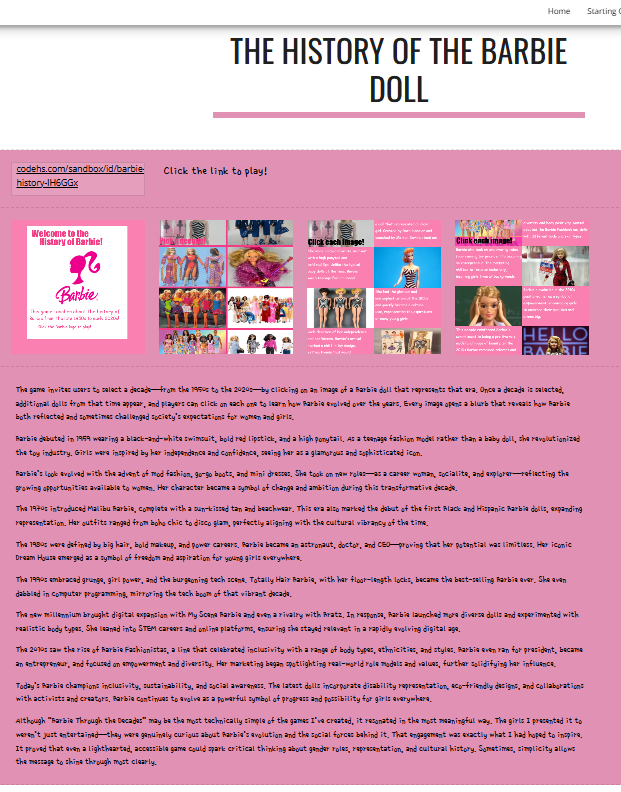 Home Starting
THE HISTORY OF THE BARBIE
DOLL
codehs.com/sandbox/id/barbie-
history-IH6GGx
Click the link to play!
Welcome to the
History of Barbie!
Barbie
This game explores about the history of
Barbie from the
Click the Barbie logo to play!
Click each image!
Click each image!
HELLO
BARBIE
The game invites users to select a decade—from the 1950s to the 2020s—by clicking on an image of a Barbie doll that represents that era. Once a decade is selected,
additional dolls from that time appear, and players can click on each one to learn how Barbie evolved over the years. Every image opens a blurb that reveals how Barbie
both reflected and sometimes challenged society's expectations for women and girls.
Barbie debuted in 1959 wearing a black-and-white swimsuit, bold red lipstick, and a high ponytail. As a teenage fashion model rather than a baby doll, she revolutionized
the toy industry. Girls were inspired by her independence and confidence, seeing her as a glamorous and sophisticated icon.
Barbie's look evolved with the advent of mod fashion, go-go boots, and mini dresses. She took on new roles—as a career woman, socialite, and explorer—reflecting the
growing opportunities available to women. Her character became a symbol of change and ambition during this transformative decade.
The 1970s introduced Malibu Barbie, complete with a sun-kissed tan and beachwear. This era also marked the debut of the first Black and Hispanic Barbie dolls, expanding
representation. Her outfits ranged from boho chic to disco glam, perfectly aligning with the cultural vibrancy of the time.
The 1980s were defined by big hair, bold makeup, and power careers. Barbie became an astronaut, doctor, and CEO—proving that her potential was limitless. Her iconic
Dream House emerged as a symbol of freedom and aspiration for young girls everywhere.
The 1990s embraced grunge, girl power, and the burgeoning tech scene. Totally Hair Barbie, with her floor-length locks, became the best-selling Barbie ever. She even
dabbled in computer programming, mirroring the tech boom of that vibrant decade.
The new millennium brought digital expansion with My Scene Barbie and even a rivalry with Bratz. In response, Barbie launched more diverse dolls and experimented with
realistic body types. She leaned into STEM careers and online platforms, ensuring she stayed relevant in a rapidly evolving digital age.
The 2010s saw the rise of Barbie Fashionistas, a line that celebrated inclusivity with a range of body types, ethnicities, and styles. Barbie even ran for president, became
an entrepreneur, and focused on empowerment and diversity. Her marketing began spotlighting real-world role models and values, further solidifying her influence.
Today's Barbie champions inclusivity, sustainability, and social awareness. The latest dolls incorporate disability representation, eco-friendly designs, and collaborations
with activists and creators. Barbie continues to evolve as a powerful symbol of progress and possibility for girls everywhere.
Although "Barbie Through the Decades" may be the most technically simple of the games I've created, it resonated in the most meaningful way. The girls I presented it to
weren't just entertained—they were genuinely curious about Barbie's evolution and the social forces behind it. That engagement was exactly what I had hoped to inspire.
It proved that even a lighthearted, accessible game could spark critical thinking about gender roles, representation, and cultural history. Sometimes, simplicity allows
the message to shine through most clearly.